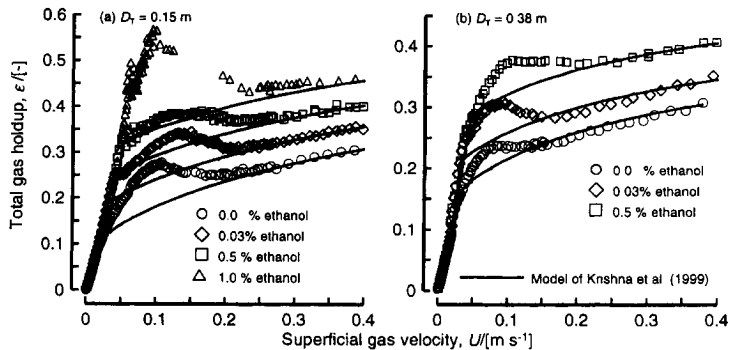 (a) D_T = 0.15 m
(b) D_T = 0 38 m
Total gas holdup, ε/[-]
0.6
0.5
0.4
0.3
0.2
0.1
0
0.4
0.3
0.2
0.1
0
○ 0.0 % ethanol
◇ 0.03% ethanol
□ 0.5 % ethanol
△ 1.0 % ethanol
○ 0.0 % ethanol
◇ 0 03% ethanol
□ 0.5 % ethanol
Model of Krishna et al (1999)
0 0.1 0.2 0.3 0.4
0 0.1 0.2 0.3 0.4
Superficial gas velocity, U/[m s⁻¹]